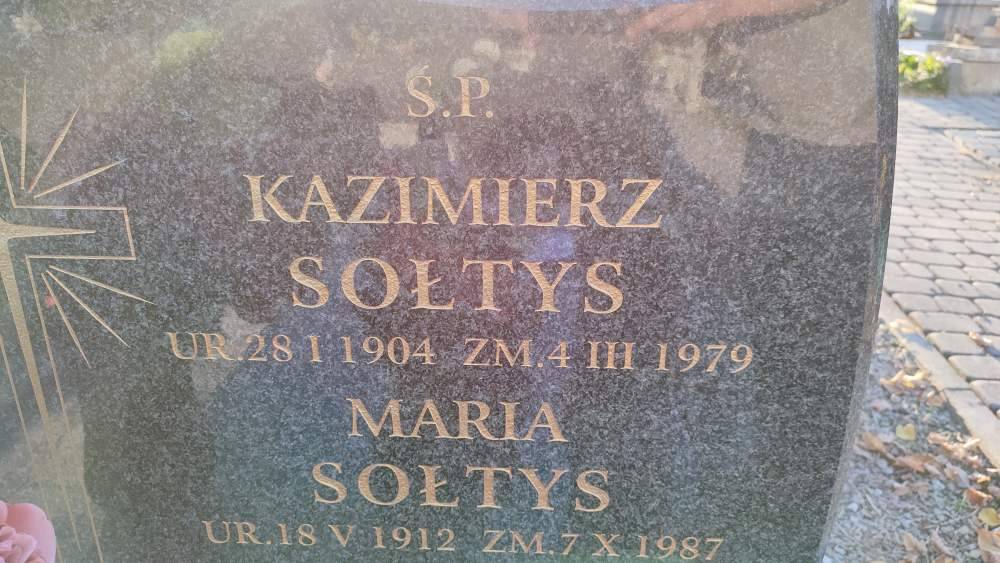 Ś.P.
KAZIMIERZ
SOŁTYS
UR.28 I 1904 ZM.4 III 1979
MARIA
SOŁTYS
UR.18 V 1912 ZM.7 X 1987